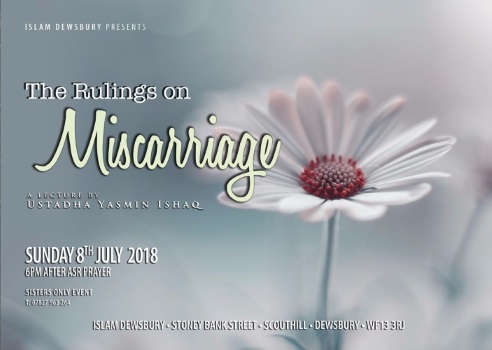 ISLAM DEWSBURY PRESENTS
The Rulings on
Miscarriage
A LECTURE BY
USTADHA YASMIN ISHAQ
SUNDAY 8TH JULY 2018
6PM AFTER ASR PRAYER
SISTERS ONLY EVENT
ISLAM DEWSBURY • STONEY BANK STREET • SCOUTHILL • DEWSBURY • WF13 3RJ